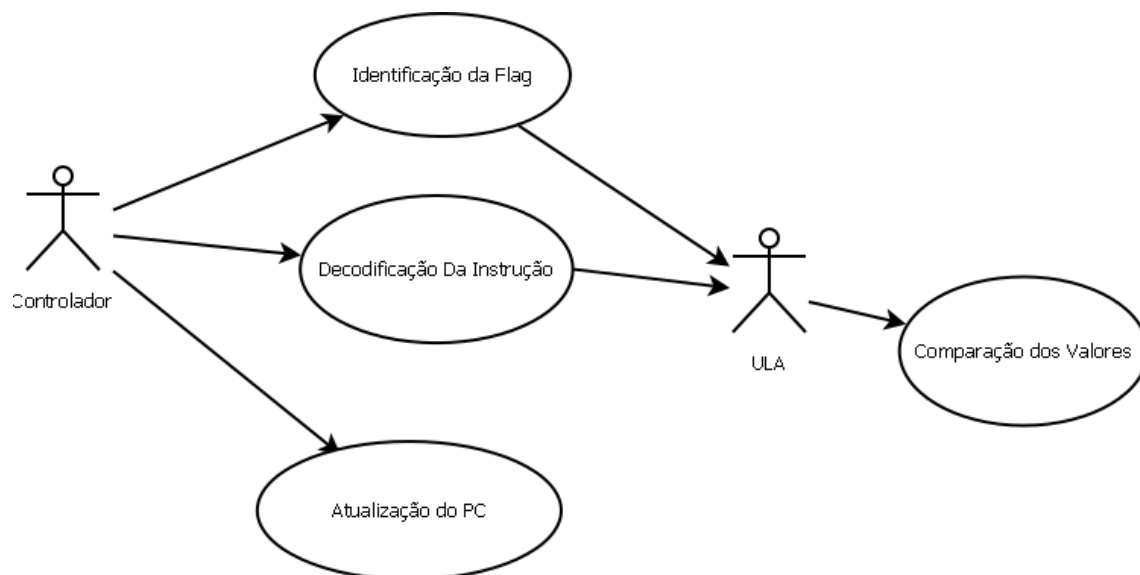 Identificação da Flag
Decodificação Da Instrução
Controlador
ULA
Comparação dos Valores
Atualização do PC